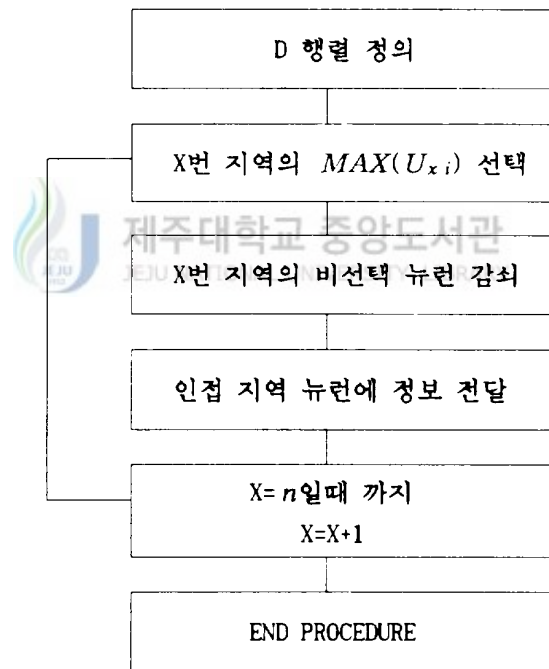 D 행렬 정의
X번 지역의 MAX(U_{x i}) 선택
제주대학교 중앙도서관
X번 지역의 비선택 뉴런 감쇠
인접 지역 뉴런에 정보 전달
X= n일때 까지
X=X+1
END PROCEDURE